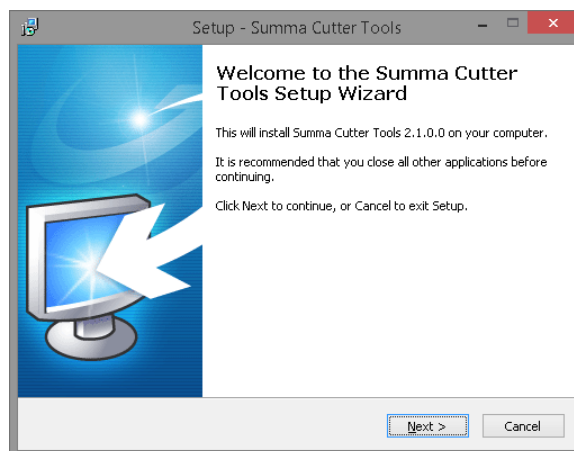 Setup - Summa Cutter Tools
Welcome to the Summa Cutter
Tools Setup Wizard
This will install Summa Cutter Tools 2.1.0.0 on your computer.
It is recommended that you close all other applications before
continuing.
Click Next to continue, or Cancel to exit Setup.
Next >
Cancel